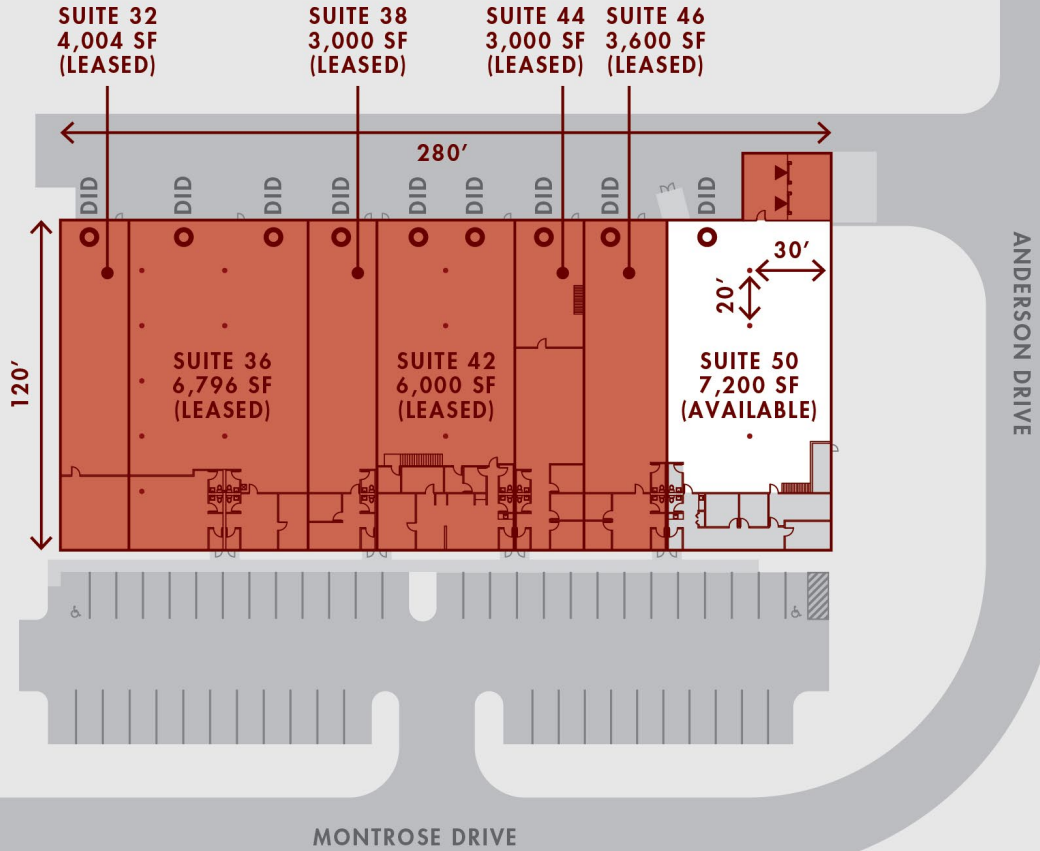 SUITE 32
4,004 SF
(LEASED)
SUITE 38
3,000 SF
(LEASED)
SUITE 44
3,000 SF
(LEASED)
SUITE 46
3,600 SF
(LEASED)
280’
DID
DID
DID
DID
DID
DID
DID
DID
DID
120’
30’
20’
SUITE 36
6,796 SF
(LEASED)
SUITE 42
6,000 SF
(LEASED)
SUITE 50
7,200 SF
(AVAILABLE)
ANDERSON DRIVE
MONTROSE DRIVE